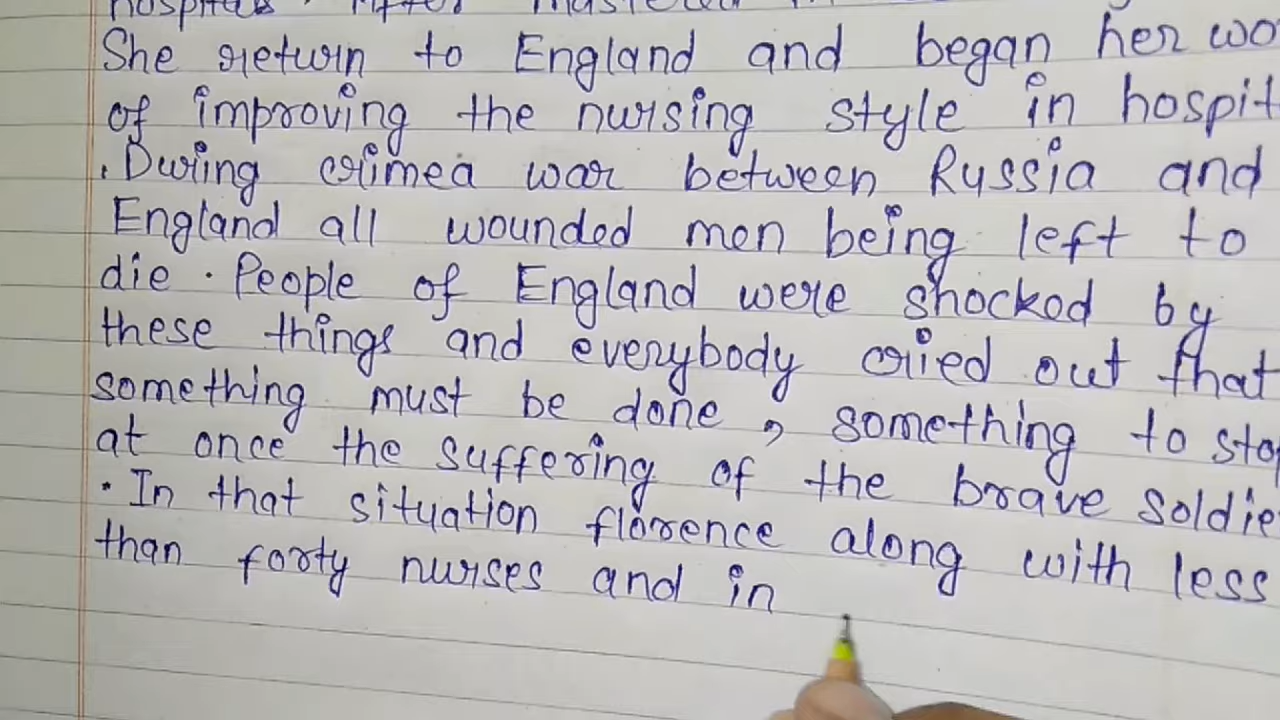 She return to England and began her wo
of improving the nursing style in hospit
. During crimea war between Russia and
England all wounded men being left to
die . People of England were shocked by
these things and everybody cried out that
something must be done , something to stop
at once the suffering of the brave soldie
. In that situation florence along with less
than forty nurses and in